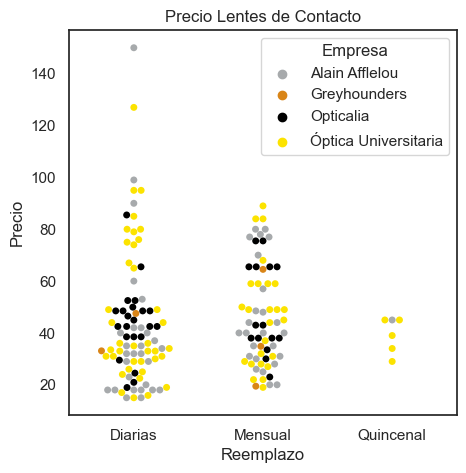 Precio Lentes de Contacto
Empresa
Alain Afflelou
Greyhounders
Opticalia
Óptica Universitaria
Precio
140
120
100
80
60
40
20
Diarias
Mensual
Quincenal
Reemplazo